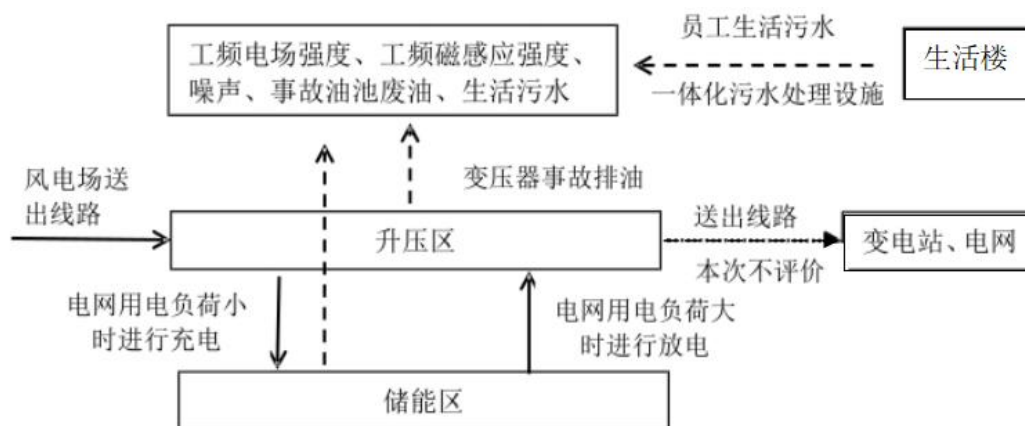 员工生活污水
工频电场强度、工频磁感应强度、
噪声、事故油池废油、生活污水
生活楼
一体化污水处理设施
风电场送
出线路
变压器事故排油
升压区
送出线路
本次不评价
变电站、电网
电网用电负荷小
时进行充电
电网用电负荷大
时进行放电
储能区